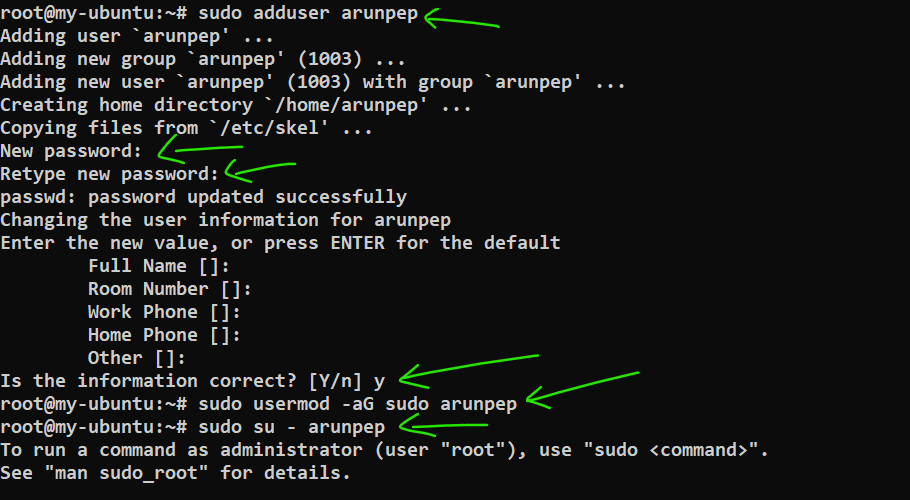 root@my-ubuntu:~# sudo adduser arunpep
Adding user `arunpep' ...
Adding new group `arunpep' (1003) ...
Adding new user `arunpep' (1003) with group `arunpep' ...
Creating home directory `/home/arunpep' ...
Copying files from `/etc/skel' ...
New password:
Retype new password:
passwd: password updated successfully
Changing the user information for arunpep
Enter the new value, or press ENTER for the default
        Full Name []:
        Room Number []:
        Work Phone []:
        Home Phone []:
        Other []:
Is the information correct? [Y/n] y
root@my-ubuntu:~# sudo usermod -aG sudo arunpep
root@my-ubuntu:~# sudo su - arunpep
To run a command as administrator (user "root"), use "sudo <command>".
See "man sudo_root" for details.